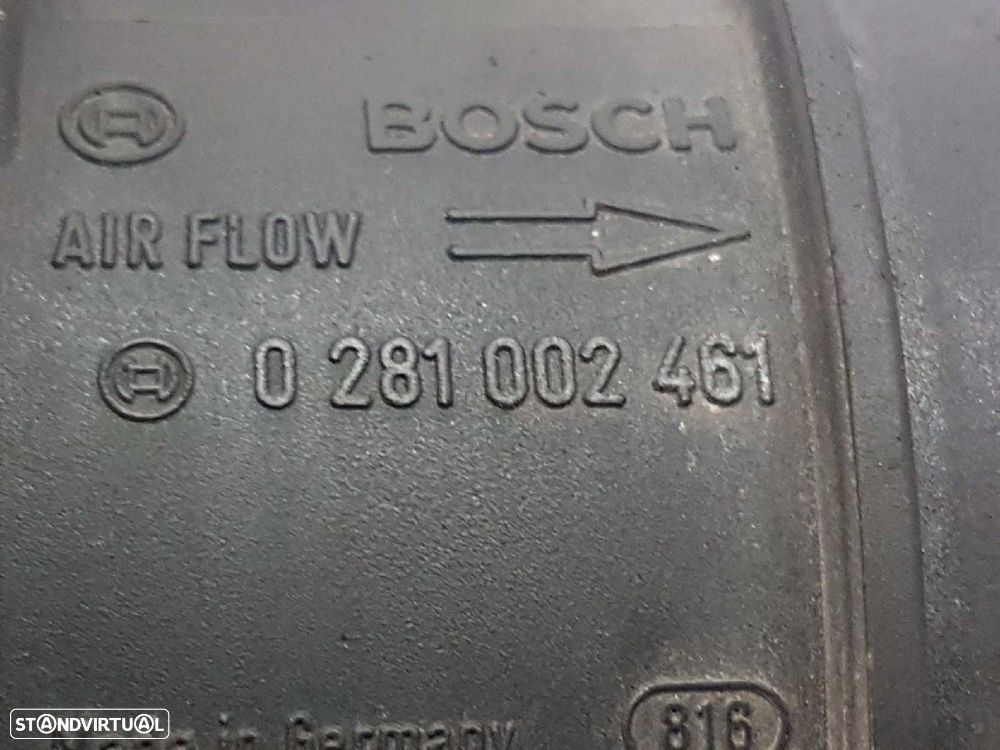 BOSCH
AIR FLOW
0 281 002 461
Made in Germany
816
STANDVIRTUAL